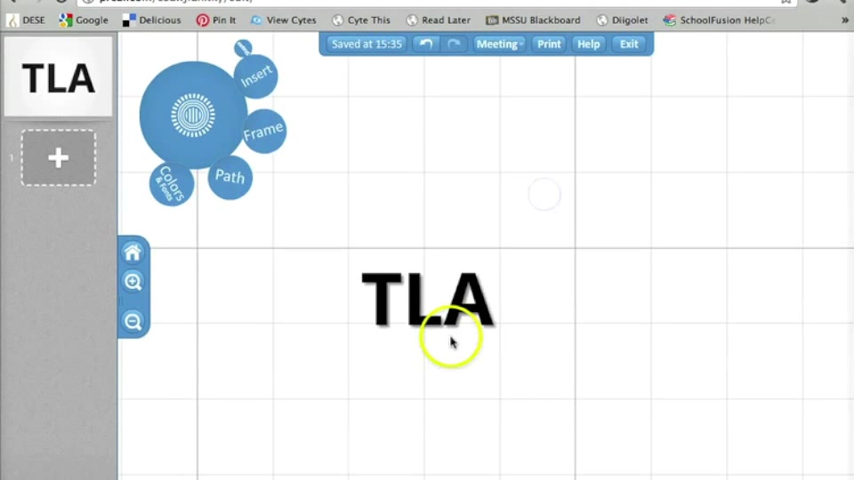 DESE Google Delicious Pin It View Cytes Cyte This Read Later MSSU Blackboard Diigolet SchoolFusion HelpC
Saved at 15:35 Meeting Print Help Exit
TLA
Insert
Frame
Path
Colors
& Fonts
1
TLA